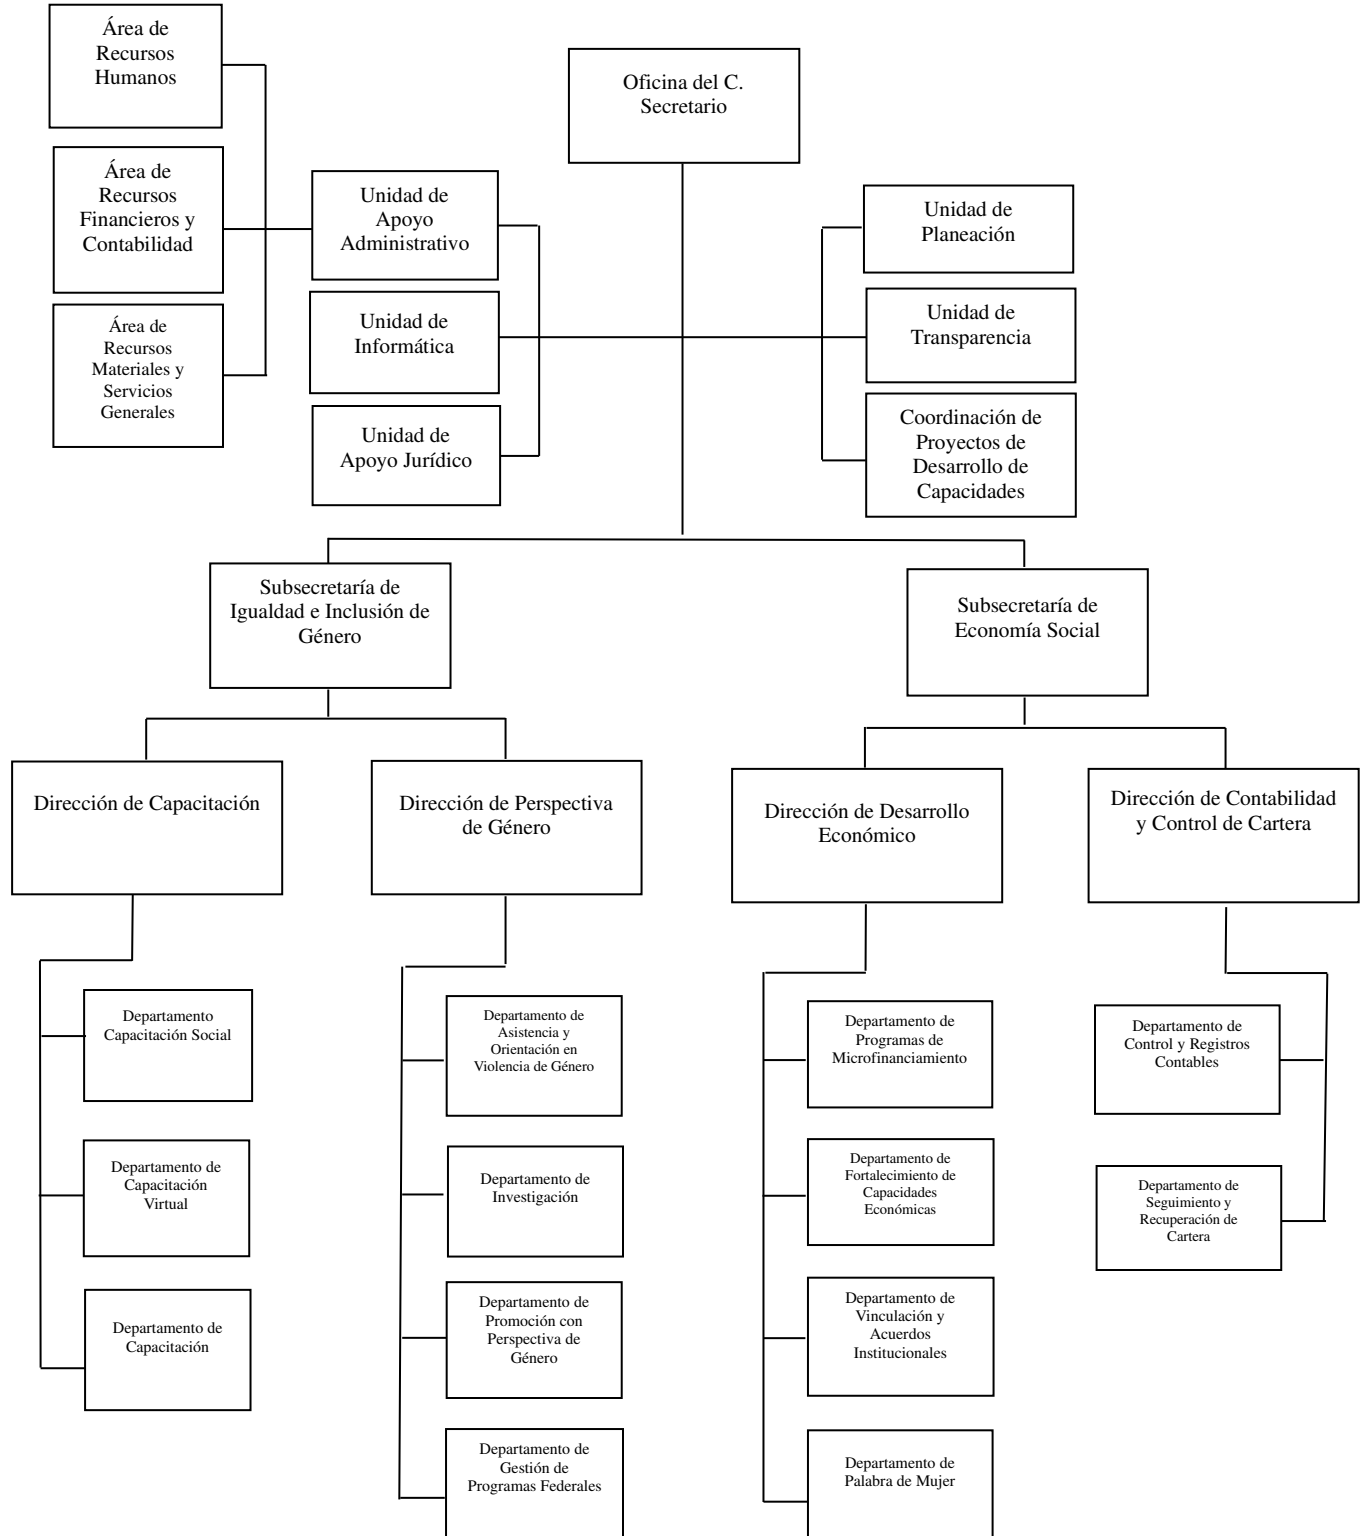 Área de
Recursos
Humanos
Oficina del C.
Secretario
Área de
Recursos
Financieros y
Contabilidad
Unidad de
Apoyo
Administrativo
Unidad de
Planeación
Área de
Recursos
Materiales y
Servicios
Generales
Unidad de
Informática
Unidad de
Transparencia
Unidad de
Apoyo Jurídico
Coordinación de
Proyectos de
Desarrollo de
Capacidades
Subsecretaría de
Igualdad e Inclusión de
Género
Subsecretaría de
Economía Social
Dirección de Capacitación
Dirección de Perspectiva
de Género
Dirección de Desarrollo
Económico
Dirección de Contabilidad
y Control de Cartera
Departamento
Capacitación Social
Departamento de
Capacitación
Virtual
Departamento de
Capacitación
Departamento de
Asistencia y
Orientación en
Violencia de Género
Departamento de
Investigación
Departamento de
Promoción con
Perspectiva de
Género
Departamento de
Gestión de
Programas Federales
Departamento de
Programas de
Microfinanciamiento
Departamento de
Fortalecimiento de
Capacidades
Económicas
Departamento de
Vinculación y
Acuerdos
Institucionales
Departamento de
Palabra de Mujer
Departamento de
Control y Registros
Contables
Departamento de
Seguimiento y
Recuperación de
Cartera